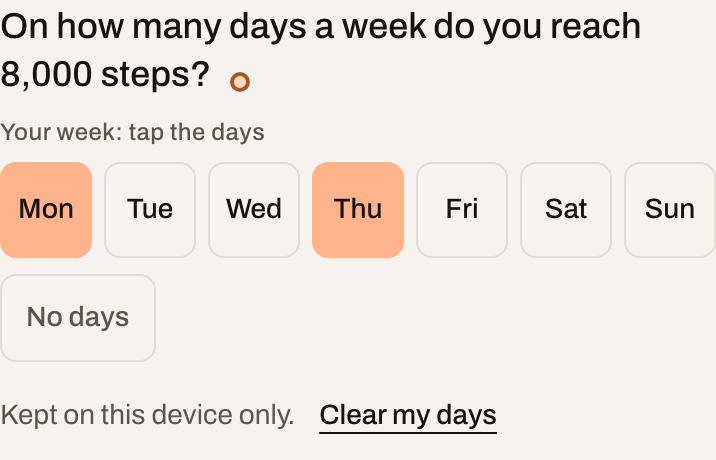 On how many days a week do you reach
8,000 steps?
Your week: tap the days
Mon Tue Wed Thu Fri Sat Sun
No days
Kept on this device only. Clear my days